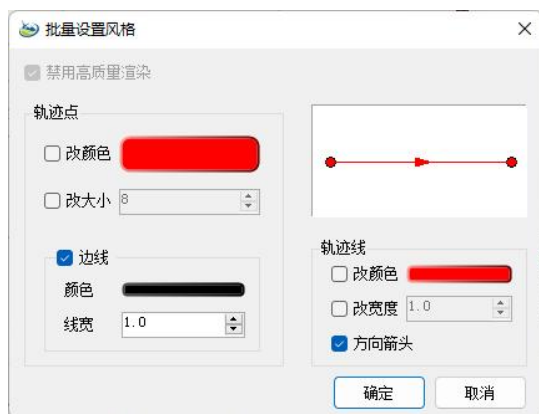 批量设置风格
禁用高质量渲染
轨迹点
改颜色
改大小 8
边线
颜色
线宽 1.0
轨迹线
改颜色
改宽度 1.0
方向箭头
确定 取消